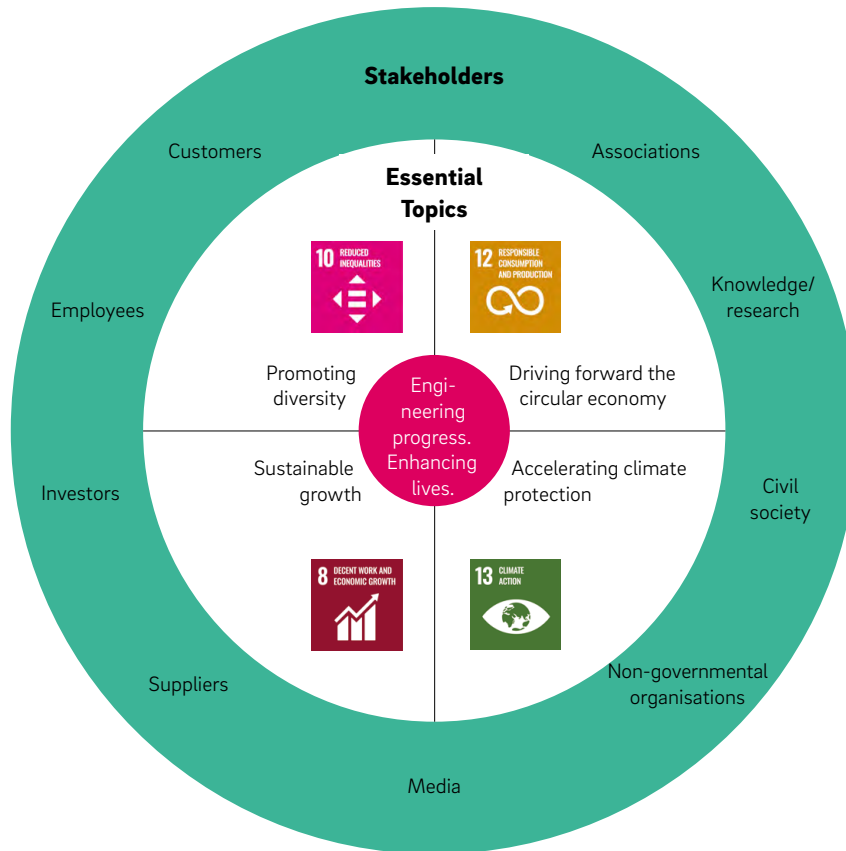 Stakeholders
Customers
Associations
Essential
Topics
10 REDUCED
INEQUALITIES
12 RESPONSIBLE
CONSUMPTION
AND PRODUCTION
Employees
Knowledge/
research
Promoting
diversity
Driving forward the
circular economy
Engi-
neering
progress.
Enhancing
lives.
Sustainable
growth
Accelerating climate
protection
Investors
Civil
society
8 DECENT WORK AND
ECONOMIC GROWTH
13 CLIMATE
ACTION
Suppliers
Non-governmental
organisations
Media